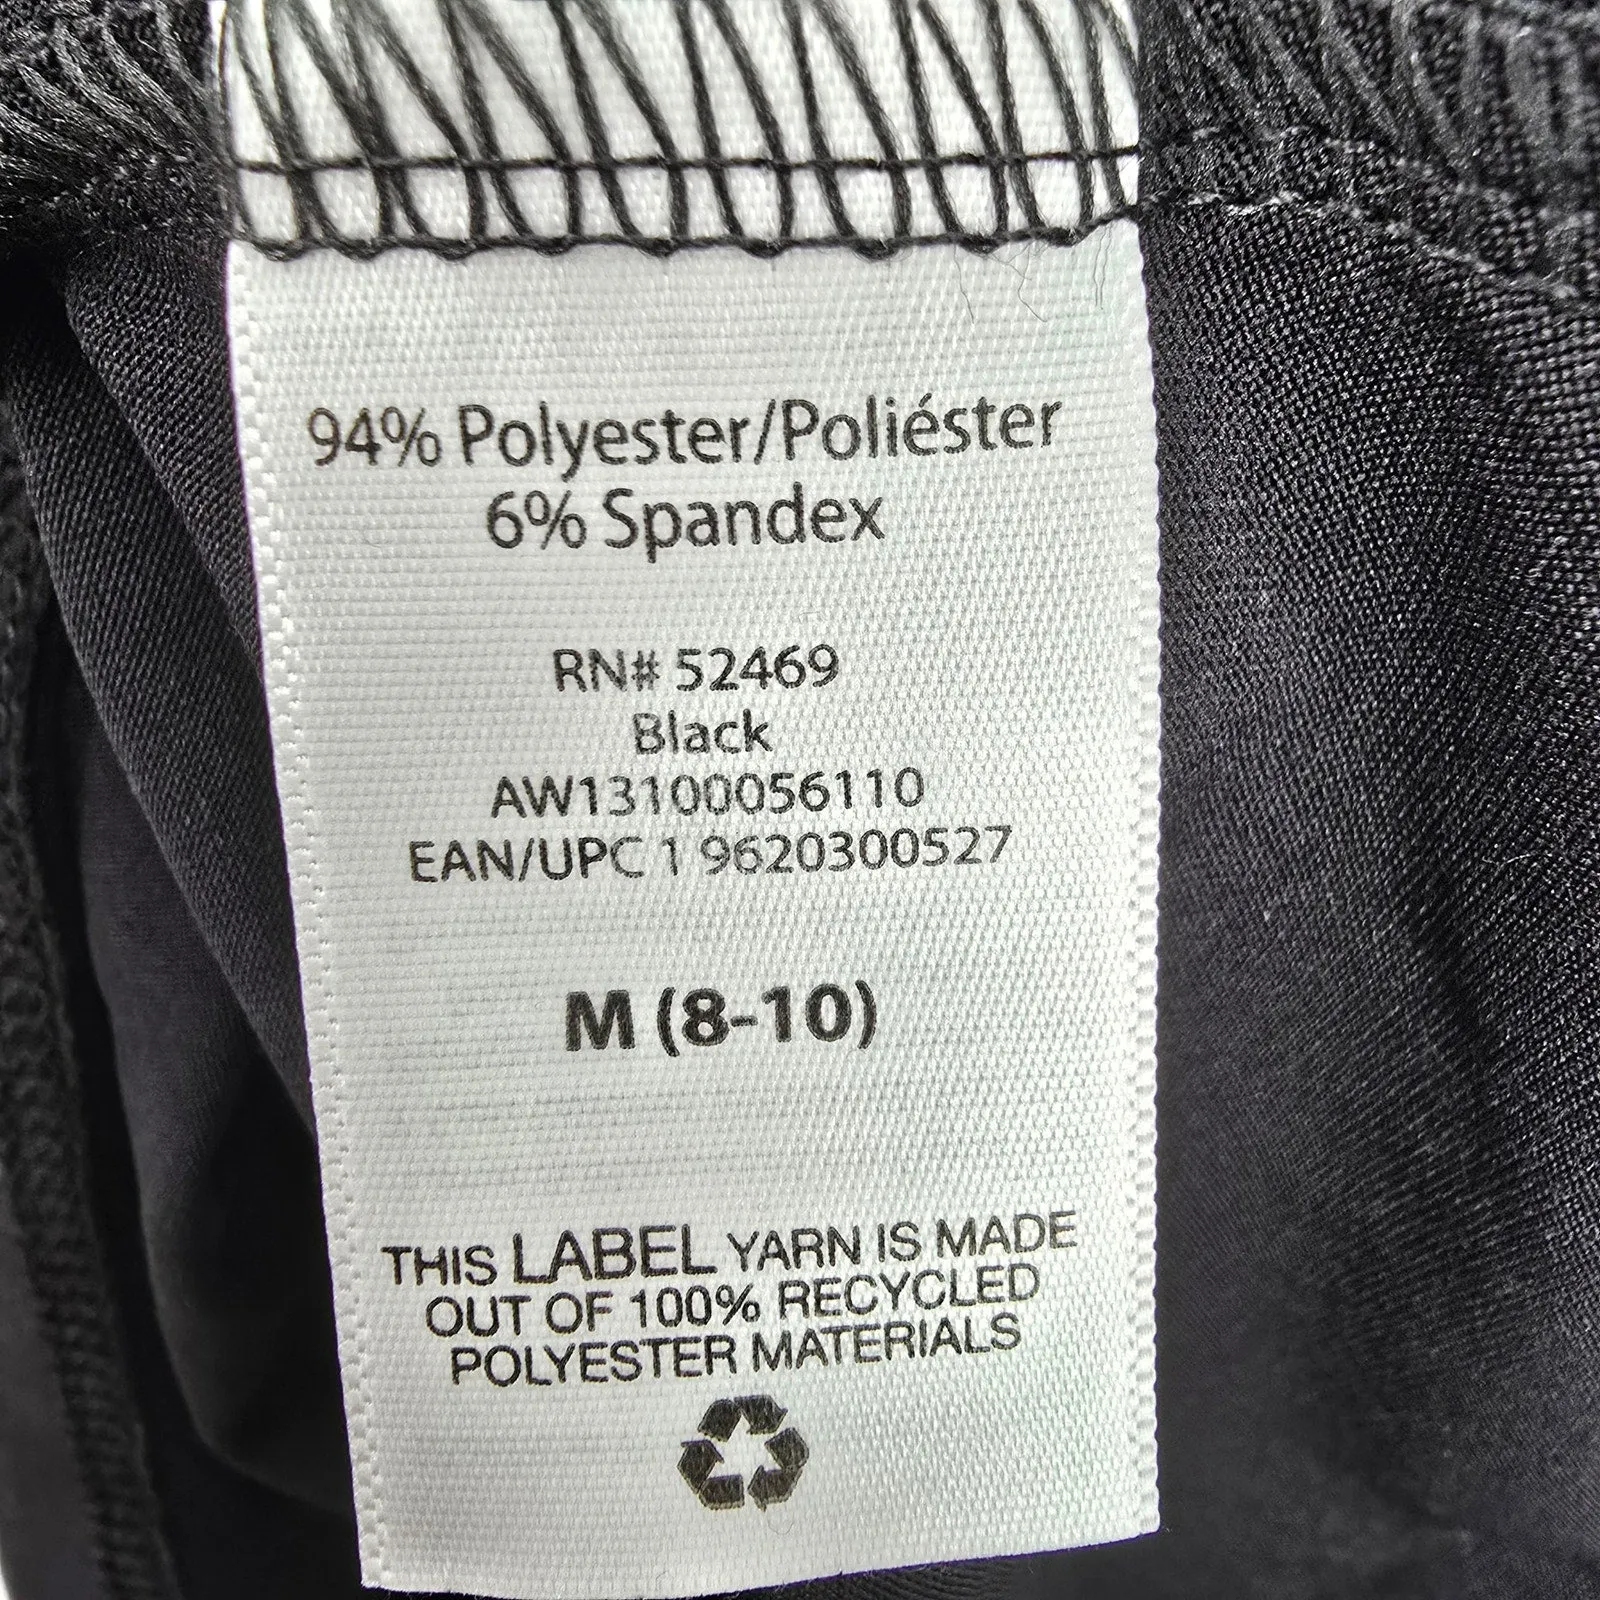 94% Polyester/Poliéster
6% Spandex
RN# 52469
Black
AW13100056110
EAN/UPC 1 9620300527
M (8-10)
THIS LABEL YARN IS MADE
OUT OF 100% RECYCLED
POLYESTER MATERIALS